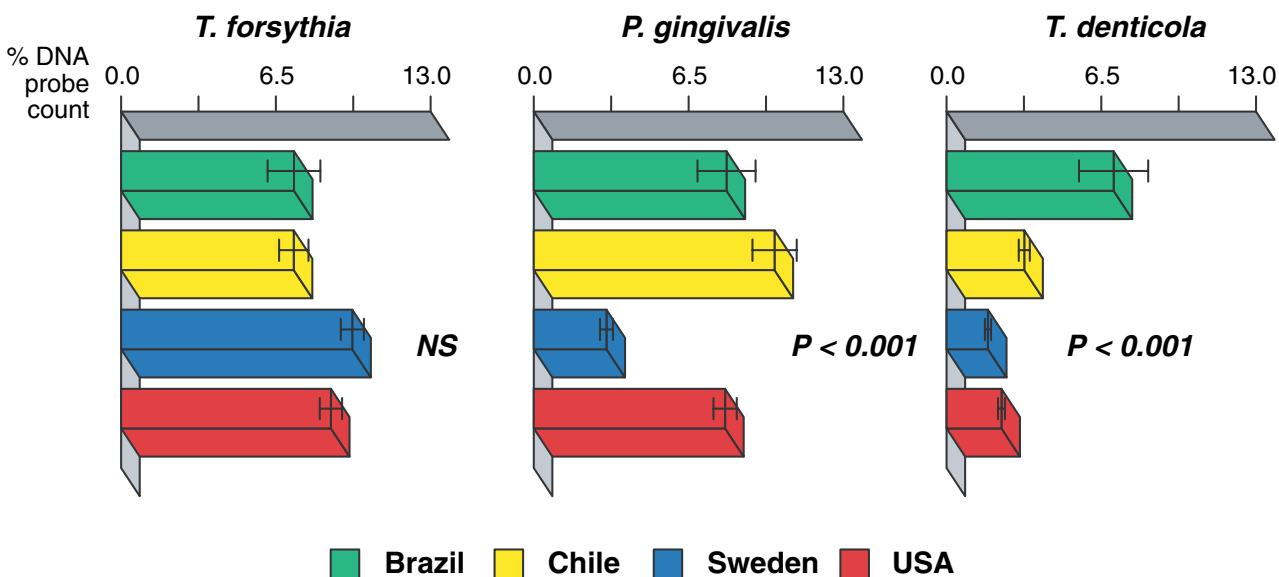 T. forsythia P. gingivalis T. denticola
% DNA
probe
count
0.0 6.5 13.0 0.0 6.5 13.0 0.0 6.5 13.0
NS P < 0.001 P < 0.001
Brazil Chile Sweden USA